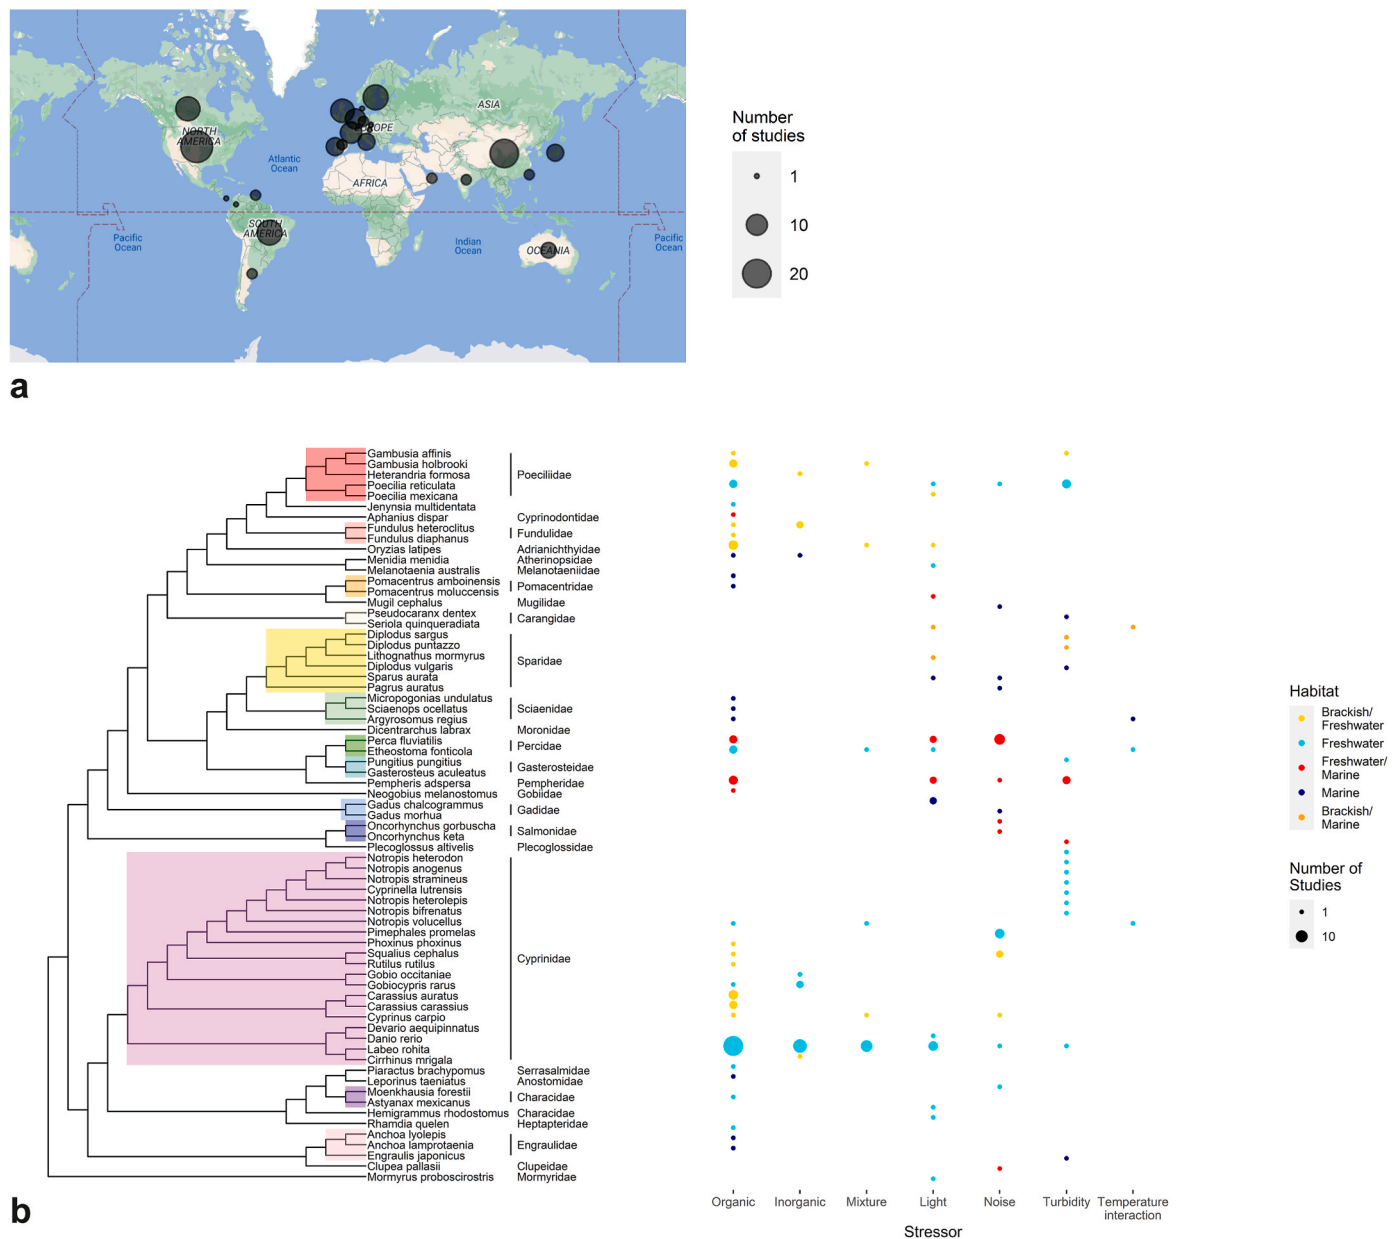 NORTH
AMERICA
Atlantic
Ocean
EUROPE
ASIA
AFRICA
SOUTH
AMERICA
Pacific
Ocean
Indian
Ocean
OCEANIA
Pacific
Ocean
Number
of studies
1
10
20
a
Gambusia affinis
Gambusia holbrooki
Heterandria formosa Poeciliidae
Poecilia reticulata
Poecilia mexicana
Jenynsia multidentata
Aphanius dispar Cyprinodontidae
Fundulus heteroclitus
Fundulidae
Fundulus diaphanus
Oryzias latipes Adrianichthyidae
Menidia menidia Atherinopsidae
Melanotaenia australis Melanotaeniidae
Pomacentrus amboinensis
Pomacentridae
Pomacentrus moluccensis
Mugil cephalus Mugilidae
Pseudocaranx dentex
Carangidae
Seriola quinqueradiata
Diplodus sargus
Diplodus puntazzo
Lithognathus mormyrus
Sparidae
Diplodus vulgaris
Sparus aurata
Pagrus auratus
Micropogonias undulatus
Sciaenops ocellatus Sciaenidae
Argyrosomus regius
Dicentrarchus labrax Moronidae
Perca fluviatilis
Percidae
Etheostoma fonticola
Pungitius pungitius
Gasterosteidae
Gasterosteus aculeatus
Pempheris adspersa Pempheridae
Neogobius melanostomus Gobiidae
Gadus chalcogrammus
Gadidae
Gadus morhua
Oncorhynchus gorbuscha
Salmonidae
Oncorhynchus keta
Plecoglossus altivelis Plecoglossidae
Notropis heterodon
Notropis anogenus
Notropis stramineus
Cyprinella lutrensis
Notropis heterolepis
Notropis bifrenatus
Notropis volucellus
Pimephales promelas
Phoxinus phoxinus
Squalius cephalus
Cyprinidae
Rutilus rutilus
Gobio occitaniae
Gobiocypris rarus
Carassius auratus
Carassius carassius
Cyprinus carpio
Devario aequipinnatus
Danio rerio
Labeo rohita
Cirrhinus mrigala
Piaractus brachypomus Serrasalmidae
Leporinus taeniatus Anostomidae
Moenkhausia forestii
Characidae
Astyanax mexicanus
Hemigrammus rhodostomus Characidae
Rhamdia quelen Heptapteridae
Anchoa lyolepis
Anchoa lamprotaenia Engraulidae
Engraulis japonicus
Clupea pallasii Clupeidae
Mormyrus proboscirostris Mormyridae
b
Organic Inorganic Mixture Light Noise Turbidity Temperature
interaction
Stressor
Habitat
Brackish/
Freshwater
Freshwater
Freshwater/
Marine
Marine
Brackish/
Marine
Number of
Studies
1
10